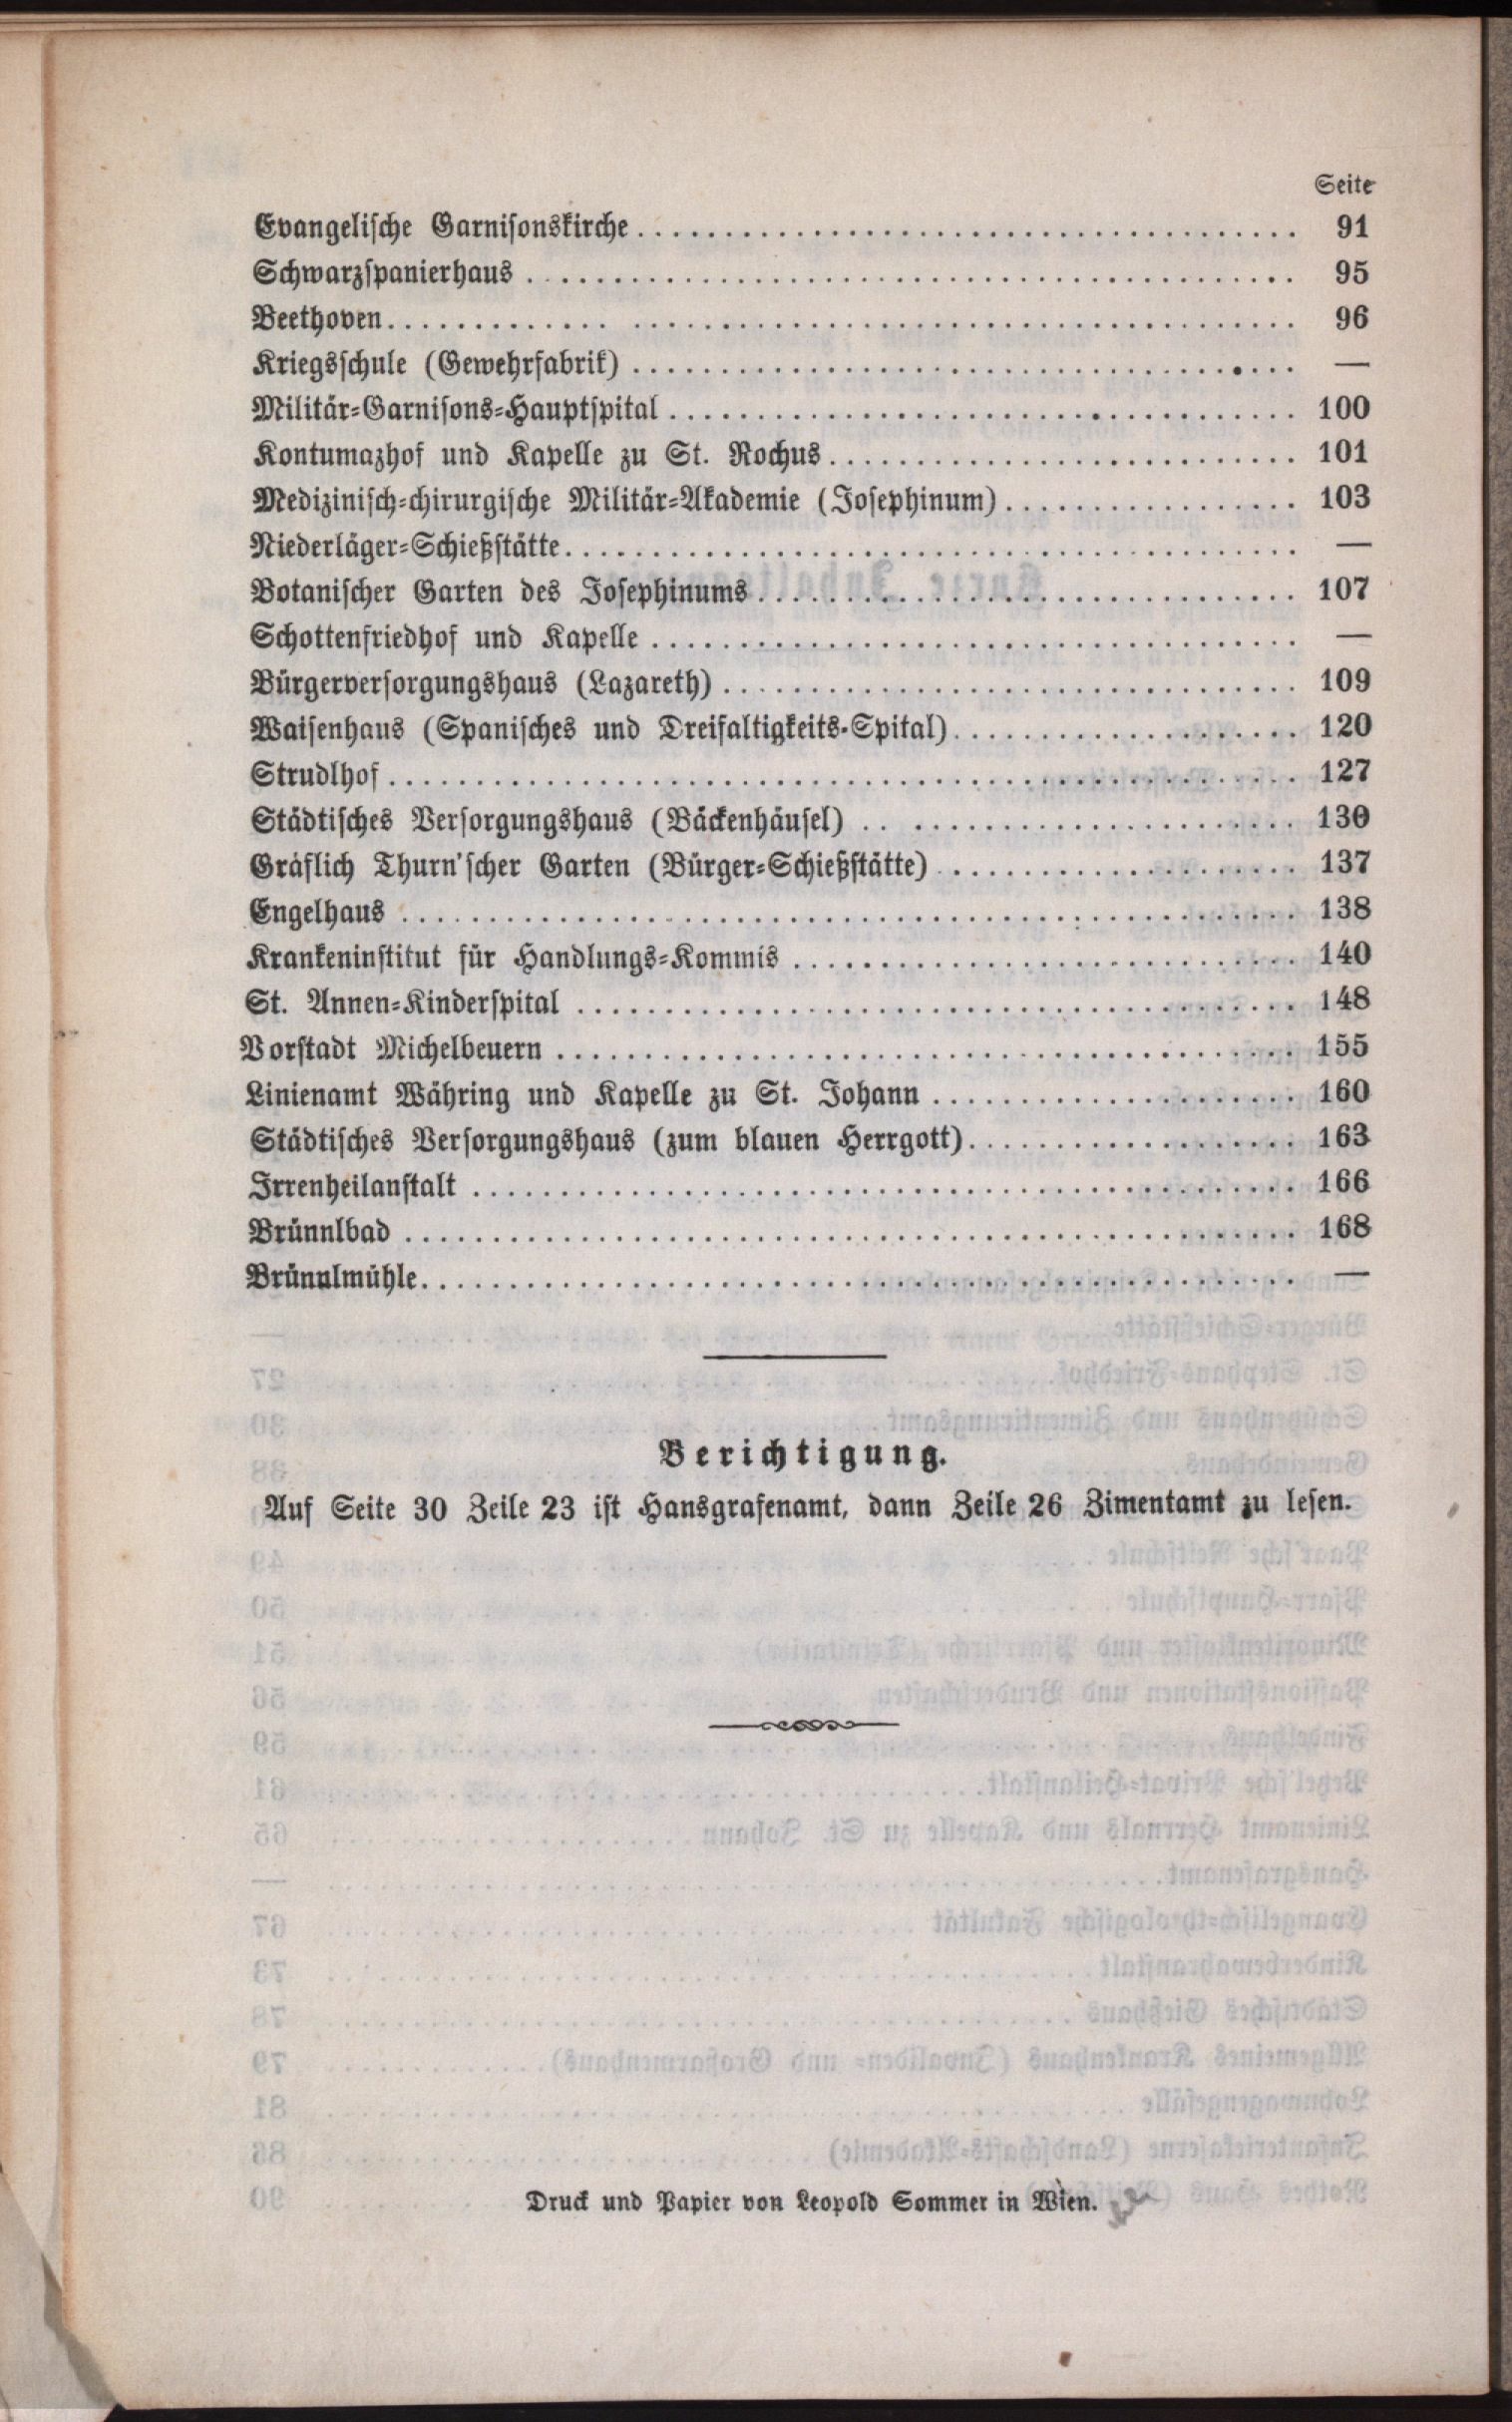 Seite
Evangelische Garnisonskirche........................................ 91
Schwarzspanierhaus ........................................ 95
Beethoven........................................ 96
Kriegsschule (Gewehrfabrik) ........................................ —
Militär-Garnisons-Hauptspital ........................................ 100
Kontumazhof und Kapelle zu St. Rochus........................................ 101
Medizinisch-chirurgische Militär-Akademie (Josephinum) .................... 103
Niederläger-Schießstätte........................................ —
Botanischer Garten des Josephinums ........................................ 107
Schottenfriedhof und Kapelle ........................................ —
Bürgerversorgungshaus (Lazareth) ........................................ 109
Waisenhaus (Spanisches und Dreifaltigkeits-Spital) .................... 120
Strudlhof ........................................ 127
Städtisches Versorgungshaus (Bäckenhäusel) .................... 130
Gräflich Thurn'scher Garten (Bürger-Schießstätte) .................... 137
Engelhaus ........................................ 138
Krankeninstitut für Handlungs-Kommis .................... 140
St. Annen-Kinderspital ........................................ 148
Vorstadt Michelbeuern ........................................ 155
Linienamt Währing und Kapelle zu St. Johann .................... 160
Städtisches Versorgungshaus (zum blauen Herrgott).................... 163
Irrenheilanstalt ........................................ 166
Brünnlbad ........................................ 168
Brünnlmühle........................................ —
Berichtigung.
Auf Seite 30 Zeile 23 ist Hansgrafenamt, dann Zeile 26 Zimentamt zu lesen.
Druck und Papier von Leopold Sommer in Wien.